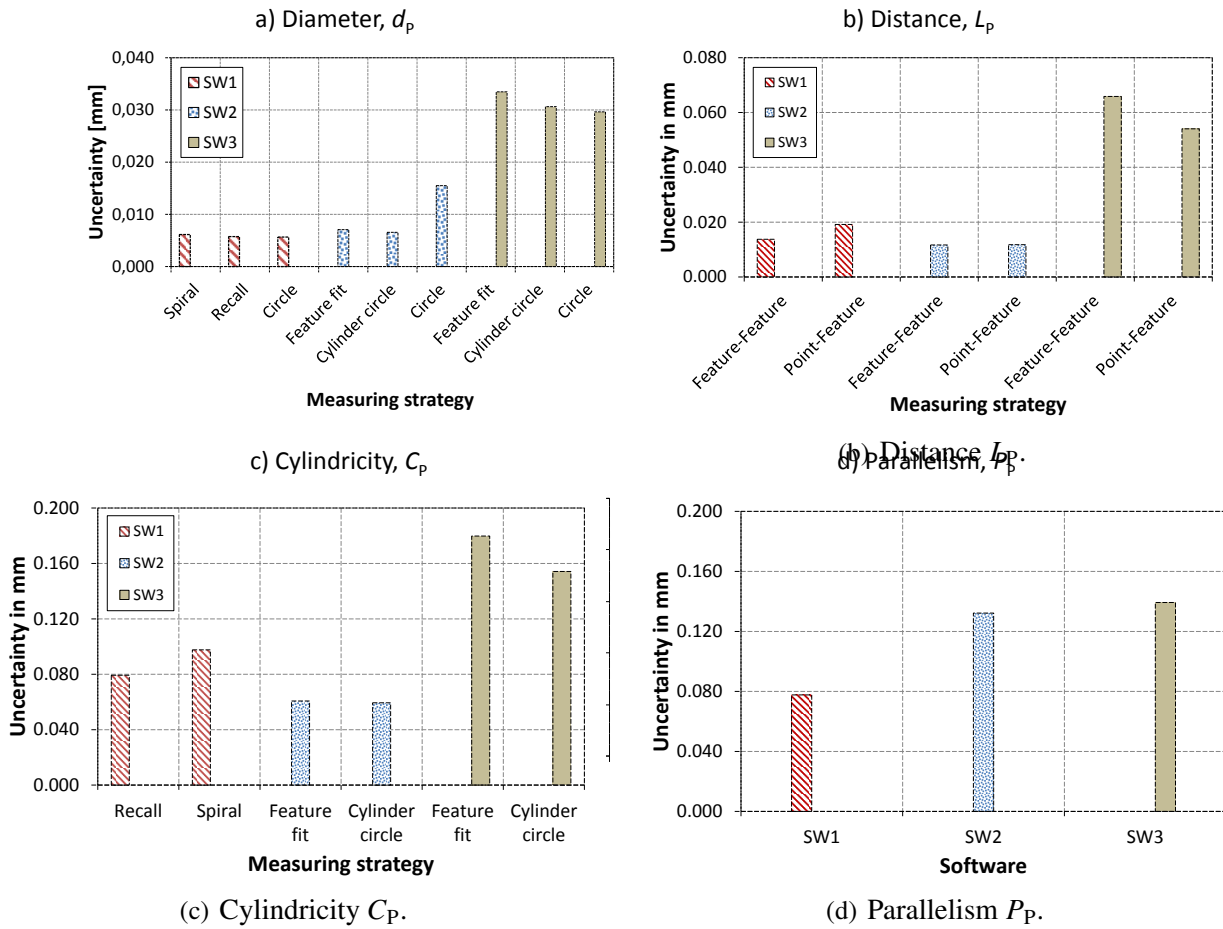 a) Diameter, dP
Uncertainty [mm]
0,040
0,030
0,020
0,010
0,000
SW1
SW2
SW3
Spiral
Recall
Circle
Feature fit
Cylinder circle
Circle
Feature fit
Cylinder circle
Circle
Measuring strategy
b) Distance, LP
Uncertainty in mm
0.080
0.060
0.040
0.020
0.000
SW1
SW2
SW3
Feature-Feature
Point-Feature
Feature-Feature
Point-Feature
Feature-Feature
Point-Feature
Measuring strategy
(b) Distance LP.
c) Cylindricity, CP
Uncertainty in mm
0.200
0.160
0.120
0.080
0.040
0.000
SW1
SW2
SW3
Recall
Spiral
Feature fit
Cylinder circle
Feature fit
Cylinder circle
Measuring strategy
(c) Cylindricity CP.
d) Parallelism, PP
Uncertainty in mm
0.200
0.160
0.120
0.080
0.040
0.000
SW1
SW2
SW3
Software
(d) Parallelism PP.